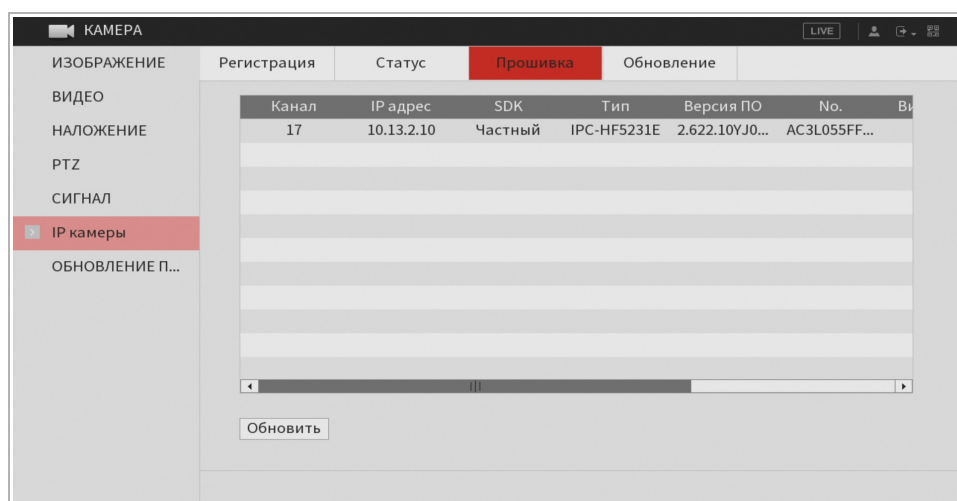 КАМЕРА LIVE
ИЗОБРАЖЕНИЕ
ВИДЕО
НАЛОЖЕНИЕ
PTZ
СИГНАЛ
IP камеры
ОБНОВЛЕНИЕ П...
Регистрация Статус Прошивка Обновление
Канал IP адрес SDK Тип Версия ПО No. Ви
17 10.13.2.10 Частный IPC-HF5231E 2.622.10YJ0... AC3L055FF...
Обновить